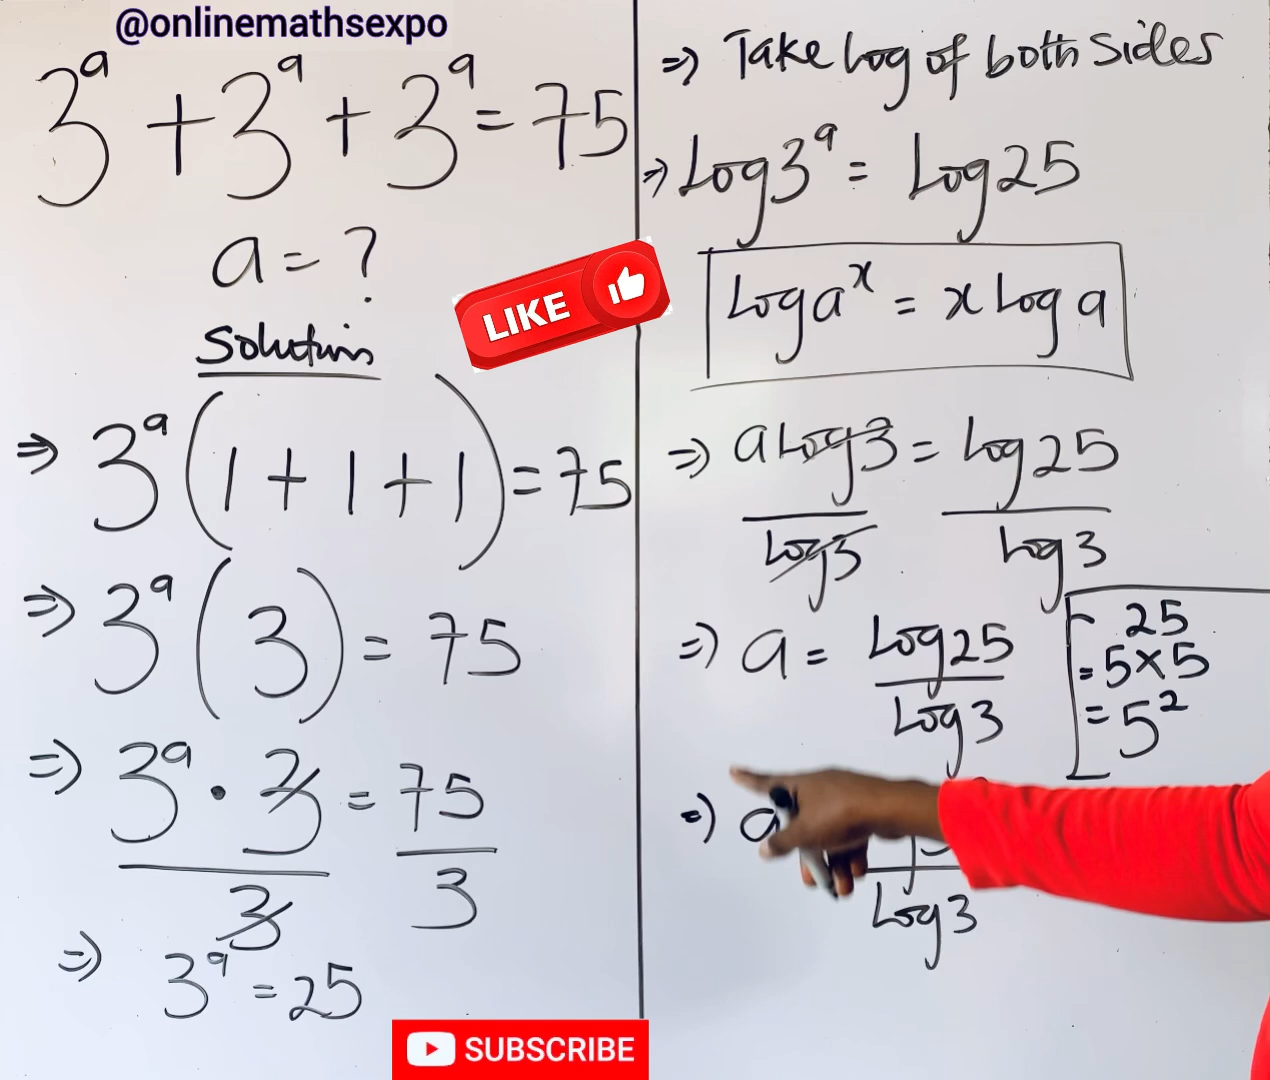 @onlinemathsexpo
3^a + 3^a + 3^a = 75
a = ?
Solution
⇒ 3^a (1 + 1 + 1) = 75
⇒ 3^a (3) = 75
⇒ 3^a · 3 / 3 = 75 / 3
⇒ 3^a = 25
LIKE
SUBSCRIBE
⇒ Take log of both sides
⇒ Log 3^a = Log 25
Log a^x = x Log a
⇒ a Log 3 / Log 3 = Log 25 / Log 3
⇒ a = Log 25 / Log 3
25
= 5 × 5
= 5^2
⇒ a
Log 3